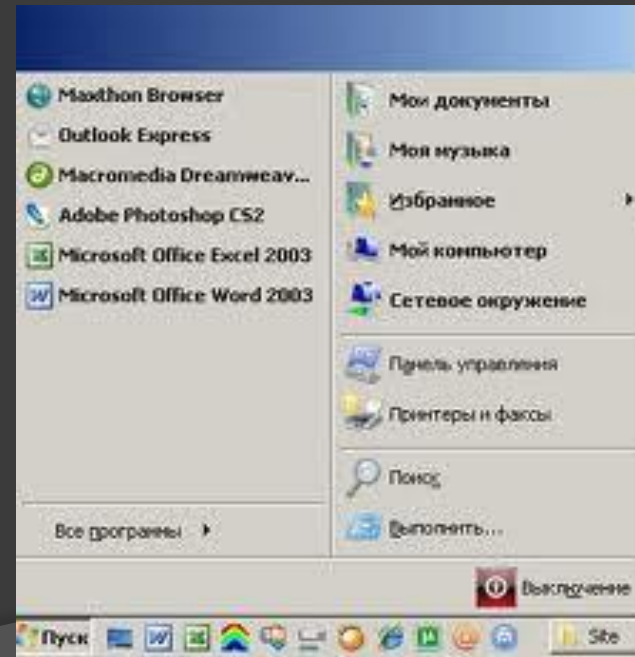 Maxthon Browser
Outlook Express
Macromedia Dreamweav...
Adobe Photoshop CS2
Microsoft Office Excel 2003
Microsoft Office Word 2003
Все программы
Мои документы
Моя музыка
Избранное
Мой компьютер
Сетевое окружение
Панель управления
Принтеры и факсы
Поиск
Выполнить...
Выключение
Пуск
Site